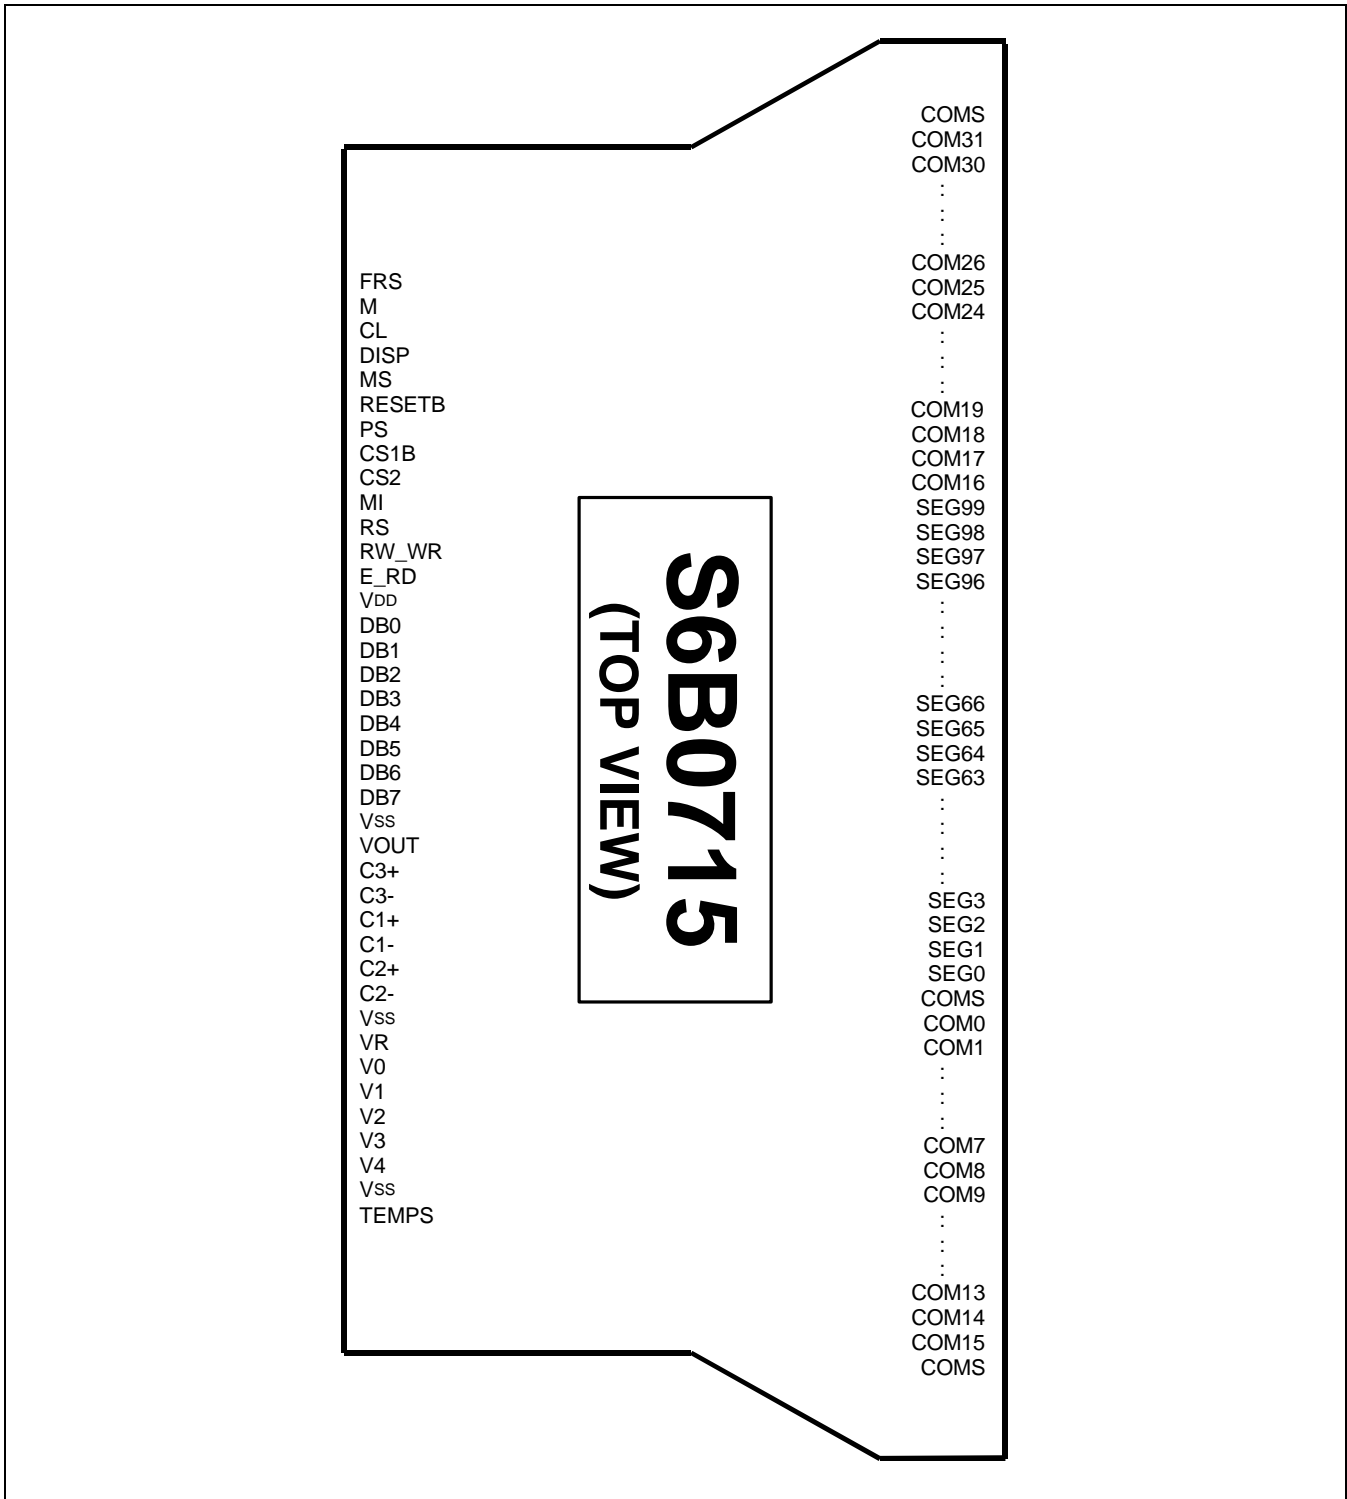 FRS
M
CL
DISP
MS
RESETB
PS
CS1B
CS2
MI
RS
RW_WR
E_RD
VDD
DB0
DB1
DB2
DB3
DB4
DB5
DB6
DB7
VSS
VOUT
C3+
C3-
C1+
C1-
C2+
C2-
VSS
VR
V0
V1
V2
V3
V4
VSS
TEMPS
S6B0715
(TOP VIEW)
COMS
COM31
COM30
:
:
:
COM26
COM25
COM24
:
:
:
COM19
COM18
COM17
COM16
SEG99
SEG98
SEG97
SEG96
:
:
:
:
SEG66
SEG65
SEG64
SEG63
:
:
:
:
SEG3
SEG2
SEG1
SEG0
COMS
COM0
COM1
:
:
:
COM7
COM8
COM9
:
:
:
COM13
COM14
COM15
COMS